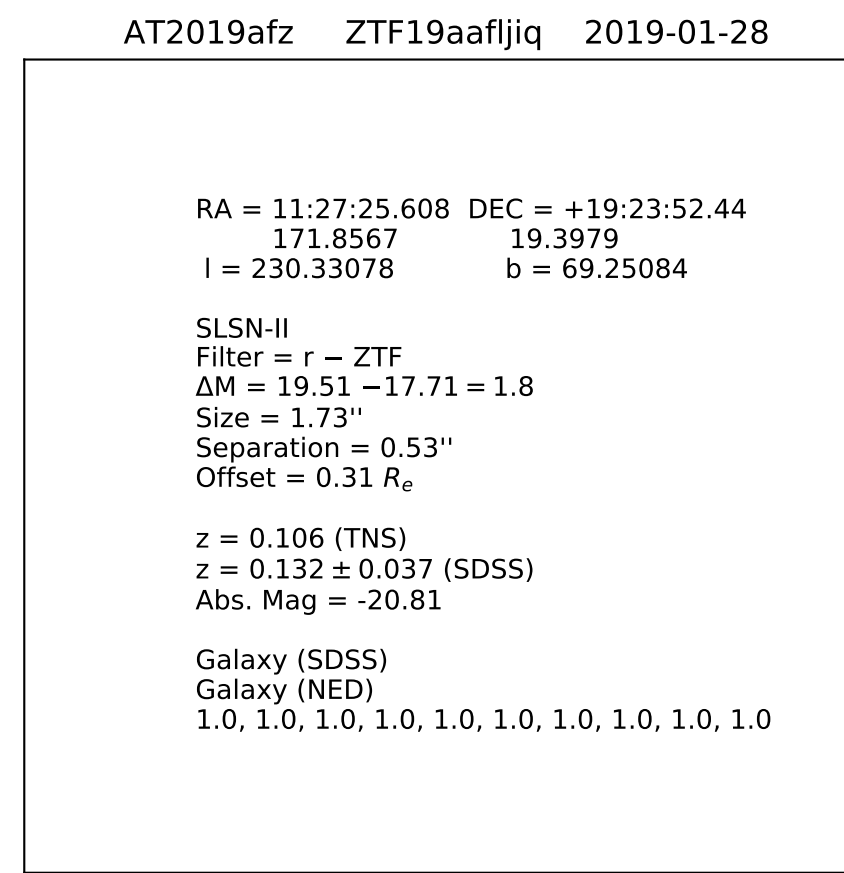 AT2019afz ZTF19aafljiq 2019-01-28
RA = 11:27:25.608 DEC = +19:23:52.44
171.8567 19.3979
l = 230.33078 b = 69.25084
SLSN-II
Filter = r − ZTF
ΔM = 19.51 −17.71 = 1.8
Size = 1.73''
Separation = 0.53''
Offset = 0.31 Rₑ
z = 0.106 (TNS)
z = 0.132 ± 0.037 (SDSS)
Abs. Mag = -20.81
Galaxy (SDSS)
Galaxy (NED)
1.0, 1.0, 1.0, 1.0, 1.0, 1.0, 1.0, 1.0, 1.0, 1.0